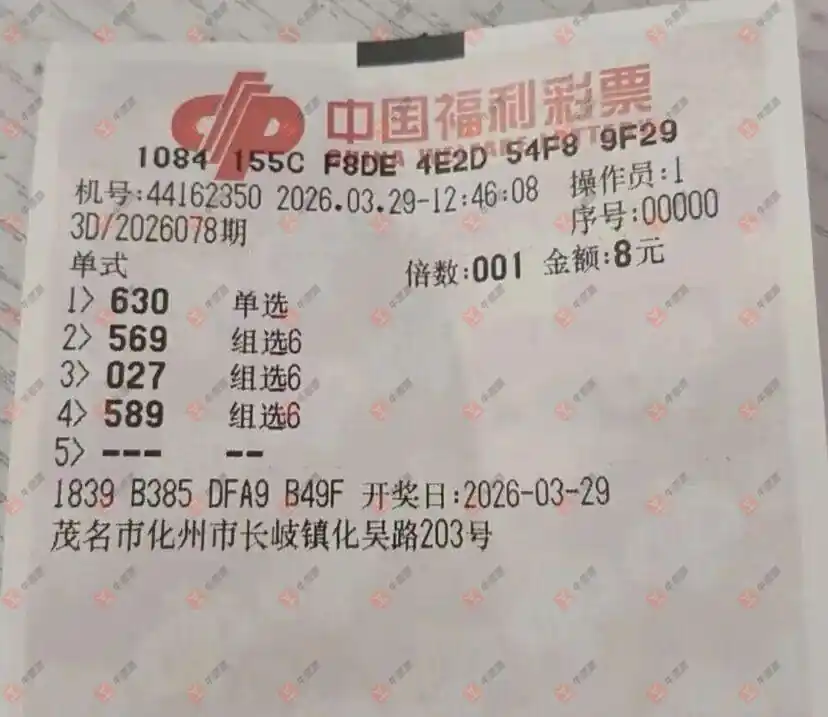 中国福利彩票
CHINA WELFARE LOTTERY
1084 155C F8DE 4E2D 54F8 9F29
机号:44162350 2026.03.29-12:46:08 操作员:1
3D/2026078期 序号:00000
单式 倍数:001 金额:8元
1> 630 单选
2> 569 组选6
3> 027 组选6
4> 589 组选6
5> --- --
1839 B385 DFA9 B49F 开奖日:2026-03-29
茂名市化州市长岐镇化吴路203号